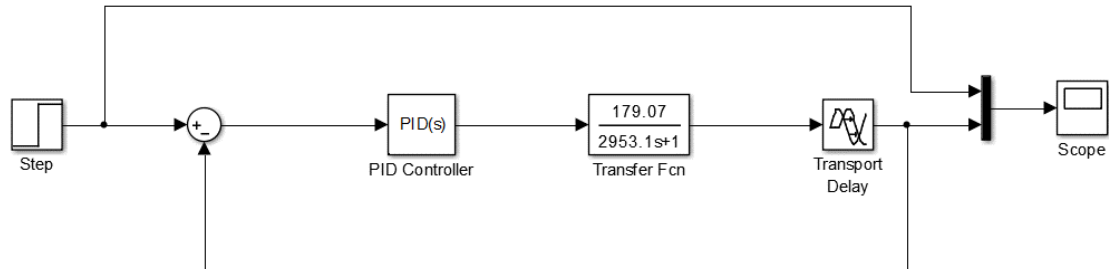 Step
+
−
PID(s)
PID Controller
179.07
2953.1s+1
Transfer Fcn
Transport
Delay
Scope